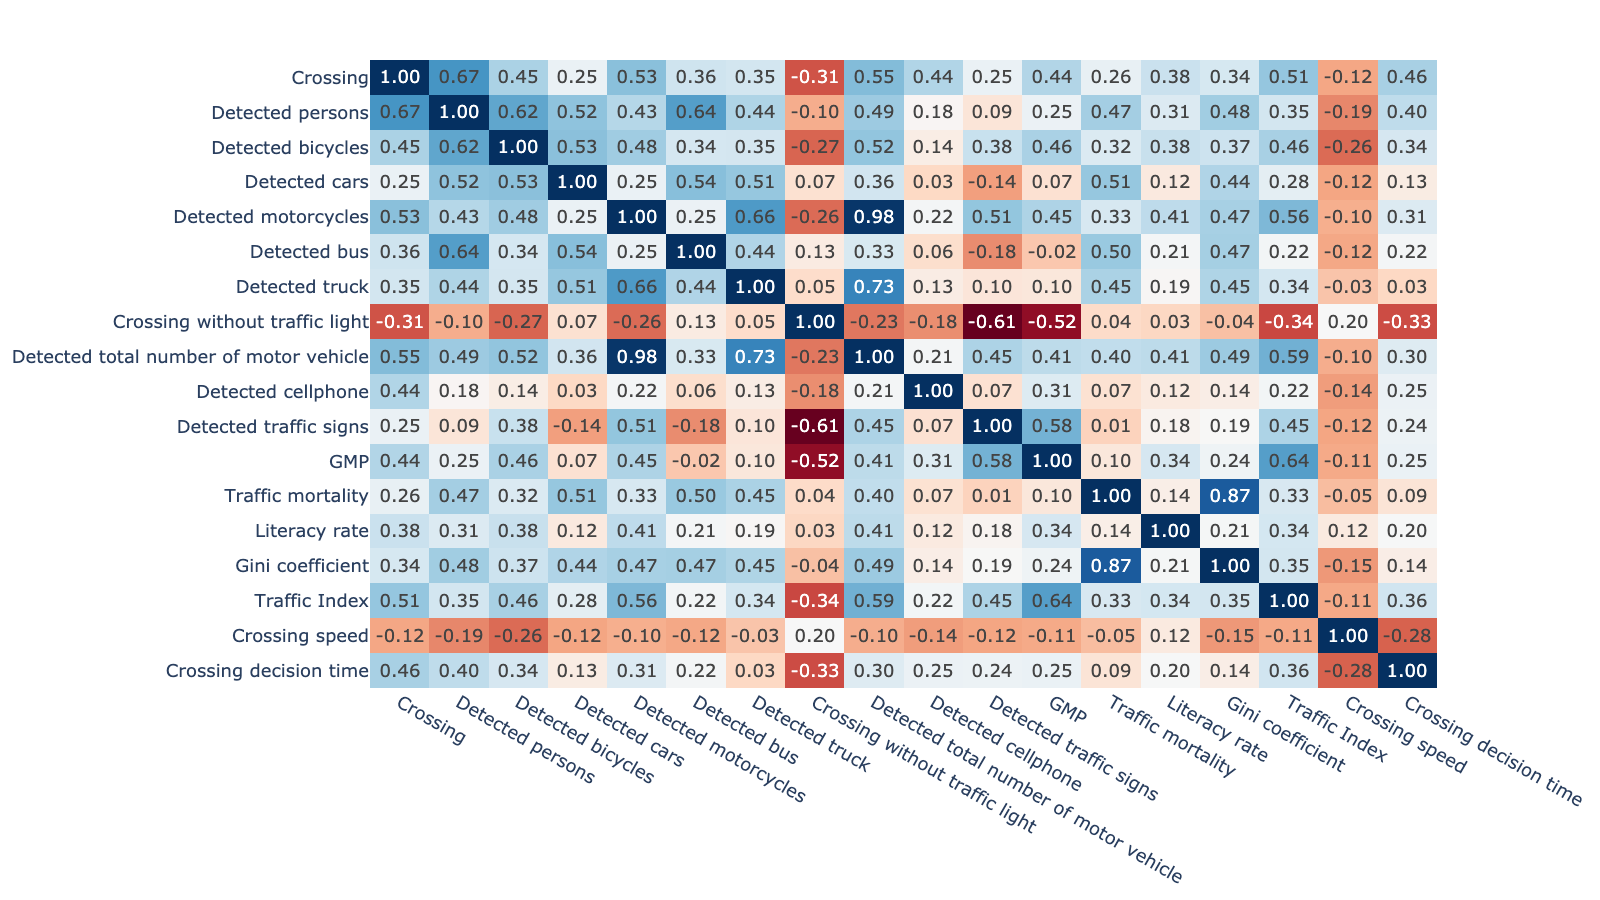 Crossing 1.00 0.67 0.45 0.25 0.53 0.36 0.35 -0.31 0.55 0.44 0.25 0.44 0.26 0.38 0.34 0.51 -0.12 0.46
Detected persons 0.67 1.00 0.62 0.52 0.43 0.64 0.44 -0.10 0.49 0.18 0.09 0.25 0.47 0.31 0.48 0.35 -0.19 0.40
Detected bicycles 0.45 0.62 1.00 0.53 0.48 0.34 0.35 -0.27 0.52 0.14 0.38 0.46 0.32 0.38 0.37 0.46 -0.26 0.34
Detected cars 0.25 0.52 0.53 1.00 0.25 0.54 0.51 0.07 0.36 0.03 -0.14 0.07 0.51 0.12 0.44 0.28 -0.12 0.13
Detected motorcycles 0.53 0.43 0.48 0.25 1.00 0.25 0.66 -0.26 0.98 0.22 0.51 0.45 0.33 0.41 0.47 0.56 -0.10 0.31
Detected bus 0.36 0.64 0.34 0.54 0.25 1.00 0.44 0.13 0.33 0.06 -0.18 -0.02 0.50 0.21 0.47 0.22 -0.12 0.22
Detected truck 0.35 0.44 0.35 0.51 0.66 0.44 1.00 0.05 0.73 0.13 0.10 0.10 0.45 0.19 0.45 0.34 -0.03 0.03
Crossing without traffic light -0.31 -0.10 -0.27 0.07 -0.26 0.13 0.05 1.00 -0.23 -0.18 -0.61 -0.52 0.04 0.03 -0.04 -0.34 0.20 -0.33
Detected total number of motor vehicle 0.55 0.49 0.52 0.36 0.98 0.33 0.73 -0.23 1.00 0.21 0.45 0.41 0.40 0.41 0.49 0.59 -0.10 0.30
Detected cellphone 0.44 0.18 0.14 0.03 0.22 0.06 0.13 -0.18 0.21 1.00 0.07 0.31 0.07 0.12 0.14 0.22 -0.14 0.25
Detected traffic signs 0.25 0.09 0.38 -0.14 0.51 -0.18 0.10 -0.61 0.45 0.07 1.00 0.58 0.01 0.18 0.19 0.45 -0.12 0.24
GMP 0.44 0.25 0.46 0.07 0.45 -0.02 0.10 -0.52 0.41 0.31 0.58 1.00 0.10 0.34 0.24 0.64 -0.11 0.25
Traffic mortality 0.26 0.47 0.32 0.51 0.33 0.50 0.45 0.04 0.40 0.07 0.01 0.10 1.00 0.14 0.87 0.33 -0.05 0.09
Literacy rate 0.38 0.31 0.38 0.12 0.41 0.21 0.19 0.03 0.41 0.12 0.18 0.34 0.14 1.00 0.21 0.34 0.12 0.20
Gini coefficient 0.34 0.48 0.37 0.44 0.47 0.47 0.45 -0.04 0.49 0.14 0.19 0.24 0.87 0.21 1.00 0.35 -0.15 0.14
Traffic Index 0.51 0.35 0.46 0.28 0.56 0.22 0.34 -0.34 0.59 0.22 0.45 0.64 0.33 0.34 0.35 1.00 -0.11 0.36
Crossing speed -0.12 -0.19 -0.26 -0.12 -0.10 -0.12 -0.03 0.20 -0.10 -0.14 -0.12 -0.11 -0.05 0.12 -0.15 -0.11 1.00 -0.28
Crossing decision time 0.46 0.40 0.34 0.13 0.31 0.22 0.03 -0.33 0.30 0.25 0.24 0.25 0.09 0.20 0.14 0.36 -0.28 1.00
Crossing
Detected persons
Detected bicycles
Detected cars
Detected motorcycles
Detected bus
Detected truck
Crossing without traffic light
Detected total number of motor vehicle
Detected cellphone
Detected traffic signs
GMP
Traffic mortality
Literacy rate
Gini coefficient
Traffic Index
Crossing speed
Crossing decision time